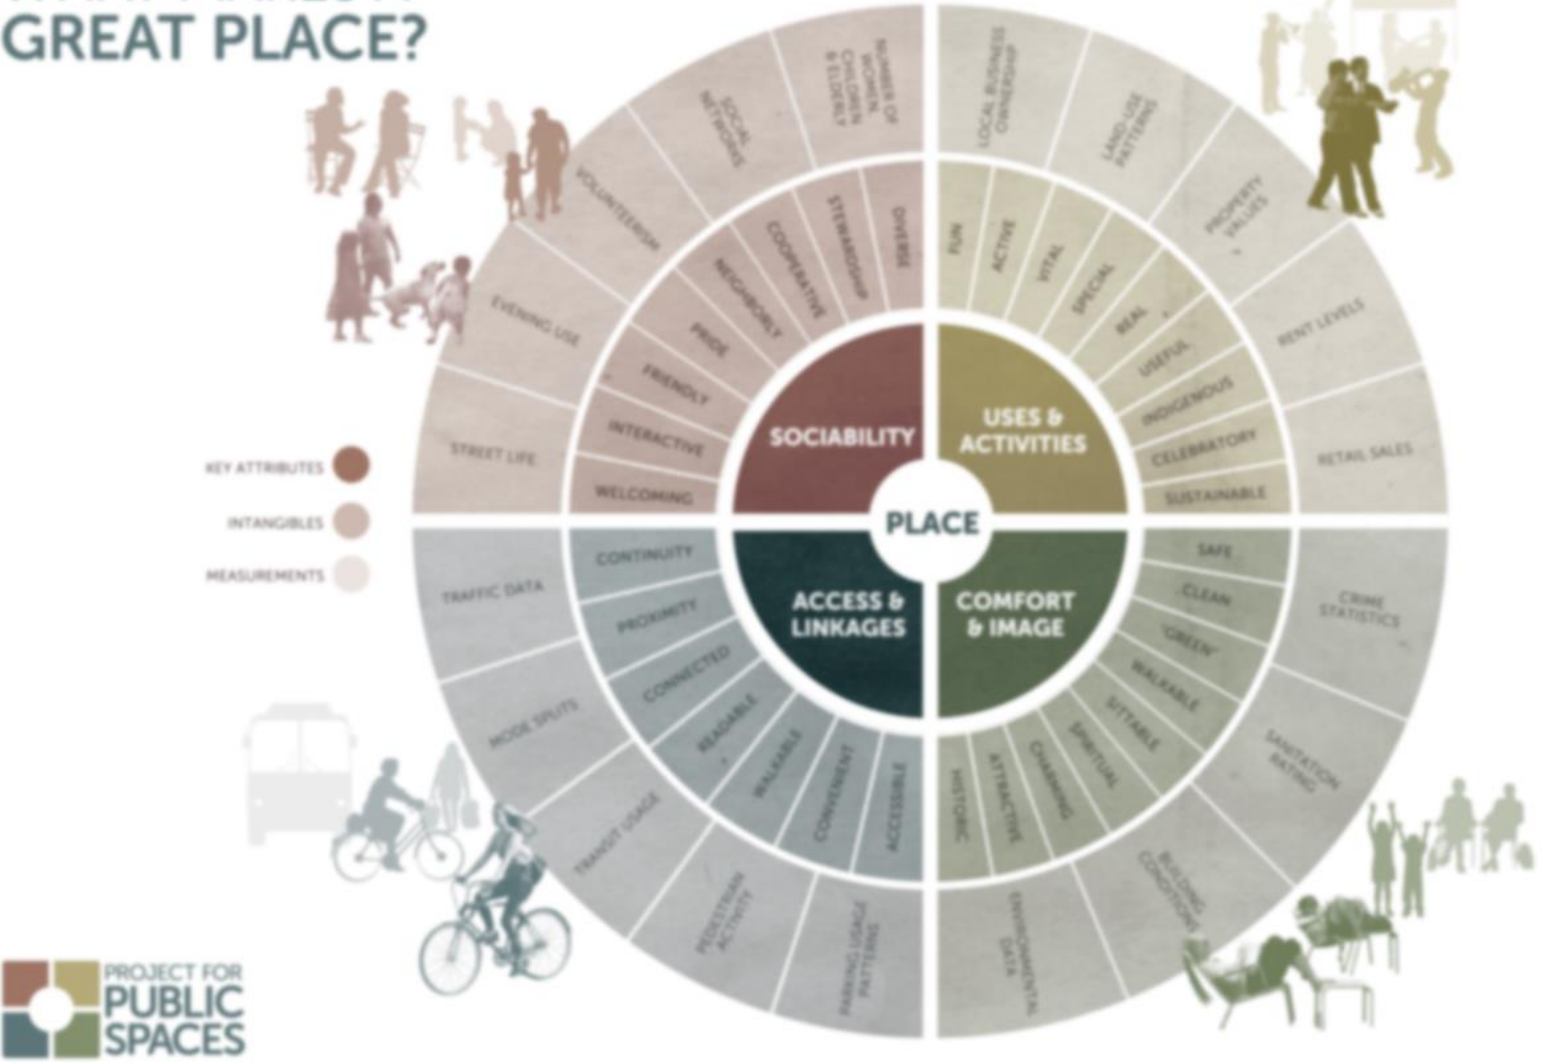 GREAT PLACE?
NUMBER OF
WOMEN,
CHILDREN
& ELDERLY
SOCIAL
NETWORKS
VOLUNTEERISM
EVENING USE
STREET LIFE
LOCAL BUSINESS
OWNERSHIP
LAND-USE
PATTERNS
PROPERTY
VALUES
RENT LEVELS
RETAIL SALES
DIVERSE
STEWARDSHIP
COOPERATIVE
NEIGHBORLY
PRIDE
FRIENDLY
INTERACTIVE
WELCOMING
FUN
ACTIVE
VITAL
SPECIAL
REAL
USEFUL
INDIGENOUS
CELEBRATORY
SUSTAINABLE
SOCIABILITY
USES &
ACTIVITIES
PLACE
ACCESS &
LINKAGES
COMFORT
& IMAGE
KEY ATTRIBUTES
INTANGIBLES
MEASUREMENTS
CONTINUITY
PROXIMITY
CONNECTED
READABLE
WALKABLE
CONVENIENT
ACCESSIBLE
SAFE
CLEAN
"GREEN"
WALKABLE
SITTABLE
SPIRITUAL
CHARMING
ATTRACTIVE
HISTORIC
TRAFFIC DATA
MODE SPLITS
TRANSIT USAGE
PEDESTRIAN
ACTIVITY
PARKING USAGE
PATTERNS
CRIME
STATISTICS
SANITATION
RATING
BUILDING
CONDITIONS
ENVIRONMENTAL
DATA
PROJECT FOR
PUBLIC
SPACES